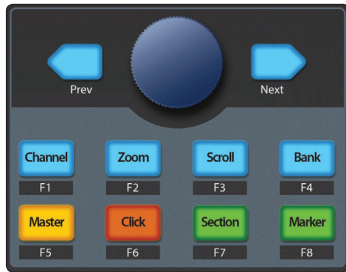 Prev Next
Channel Zoom Scroll Bank
F1 F2 F3 F4
Master Click Section Marker
F5 F6 F7 F8